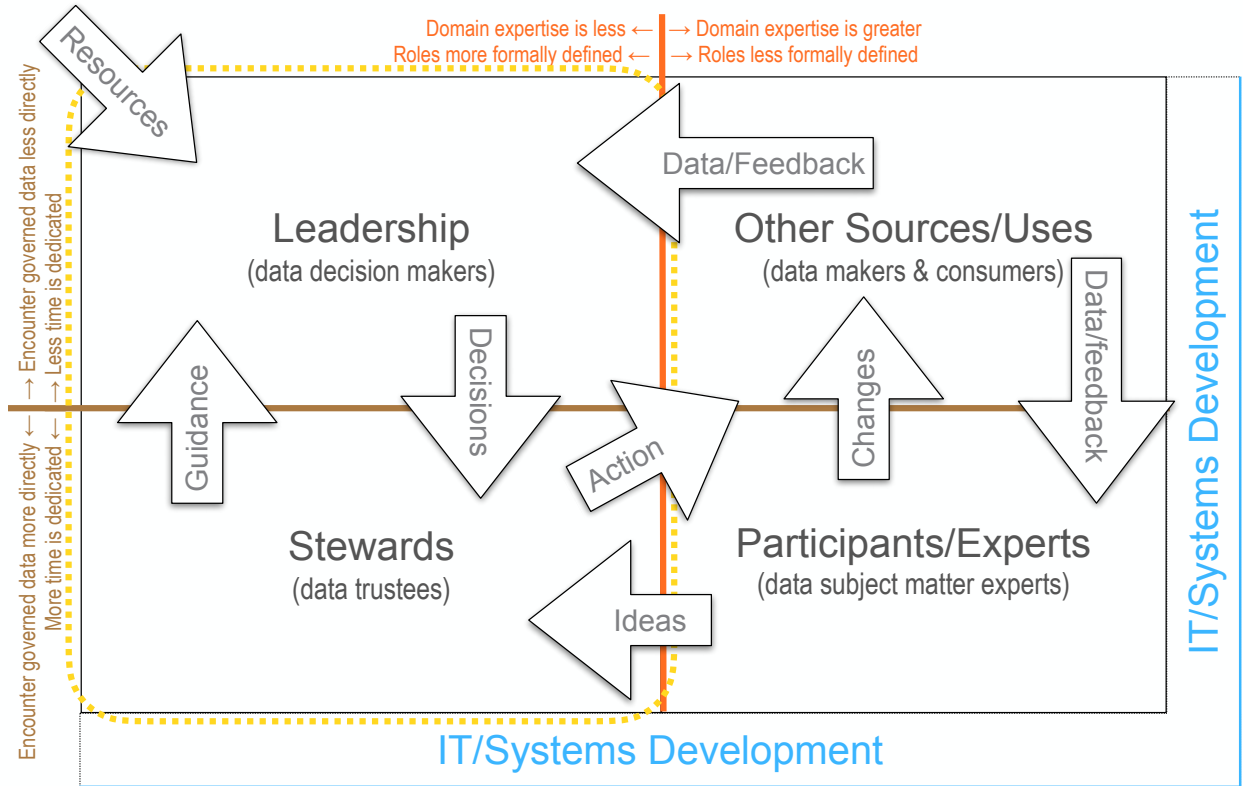 Domain expertise is less ← → Domain expertise is greater
Roles more formally defined ← → Roles less formally defined
Resources
Data/Feedback
Leadership
(data decision makers)
Other Sources/Uses
(data makers & consumers)
→ Encounter governed data less directly
→ Less time is dedicated
Guidance
Decisions
Action
Changes
Data/feedback
Encounter governed data more directly ←
More time is dedicated ←
Stewards
(data trustees)
Participants/Experts
(data subject matter experts)
Ideas
IT/Systems Development
IT/Systems Development